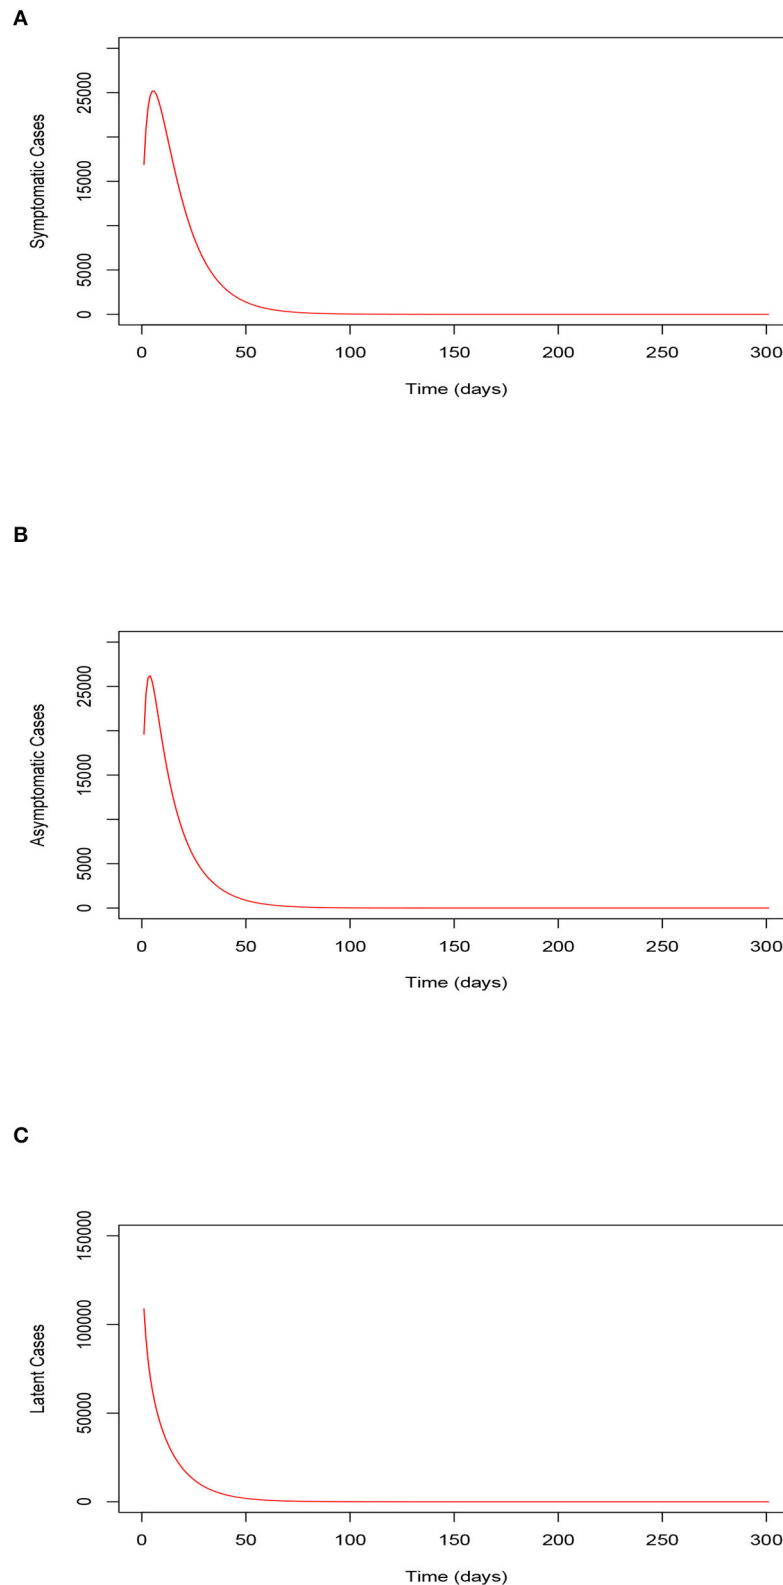 A
25000
15000
5000
0
Symptomatic Cases
0 50 100 150 200 250 300
Time (days)
B
25000
15000
5000
0
Asymptomatic Cases
0 50 100 150 200 250 300
Time (days)
C
150000
100000
50000
0
Latent Cases
0 50 100 150 200 250 300
Time (days)